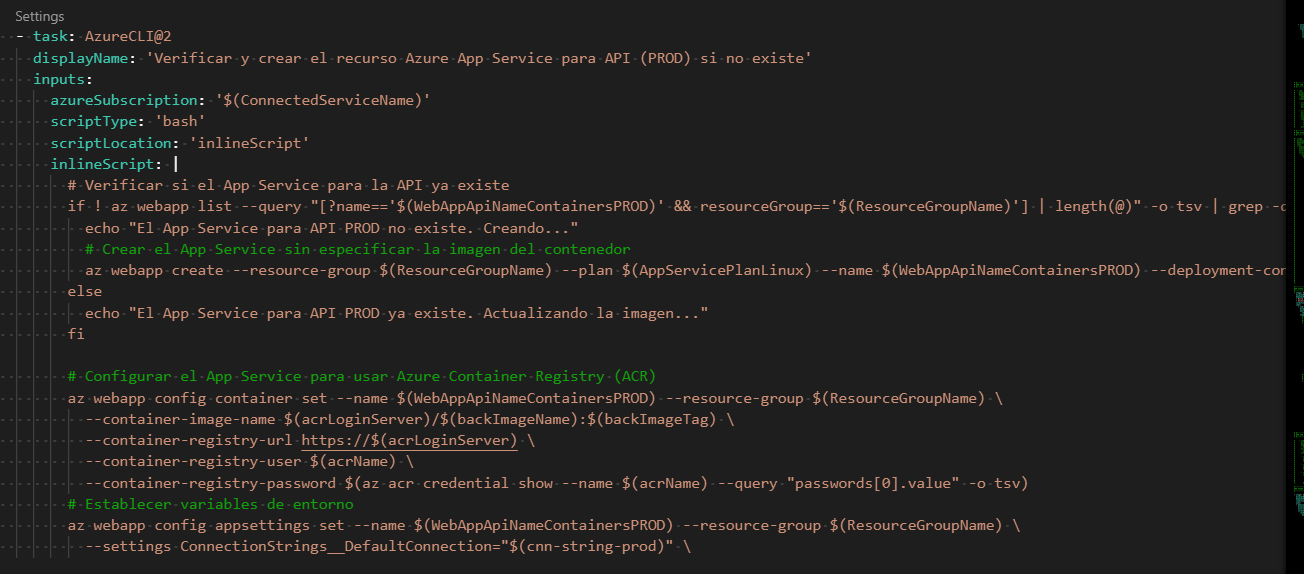 Settings
- task: AzureCLI@2
displayName: 'Verificar y crear el recurso Azure App Service para API (PROD) si no existe'
inputs:
azureSubscription: '$(ConnectedServiceName)'
scriptType: 'bash'
scriptLocation: 'inlineScript'
inlineScript: |
# Verificar si el App Service para la API ya existe
if ! az webapp list --query "[?name=='$(WebAppApiNameContainersPROD)' && resourceGroup=='$(ResourceGroupName)'] | length(@)" -o tsv | grep
echo "El App Service para API PROD no existe. Creando..."
# Crear el App Service sin especificar la imagen del contenedor
az webapp create --resource-group $(ResourceGroupName) --plan $(AppServicePlanLinux) --name $(WebAppApiNameContainersPROD) --deployment-con
else
echo "El App Service para API PROD ya existe. Actualizando la imagen..."
fi
# Configurar el App Service para usar Azure Container Registry (ACR)
az webapp config container set --name $(WebAppApiNameContainersPROD) --resource-group $(ResourceGroupName) \
--container-image-name $(acrLoginServer)/$(backImageName):$(backImageTag) \
--container-registry-url https://$(acrLoginServer) \
--container-registry-user $(acrName) \
--container-registry-password $(az acr credential show --name $(acrName) --query "passwords[0].value" -o tsv)
# Establecer variables de entorno
az webapp config appsettings set --name $(WebAppApiNameContainersPROD) --resource-group $(ResourceGroupName) \
--settings ConnectionStrings__DefaultConnection="$(cnn-string-prod)" \